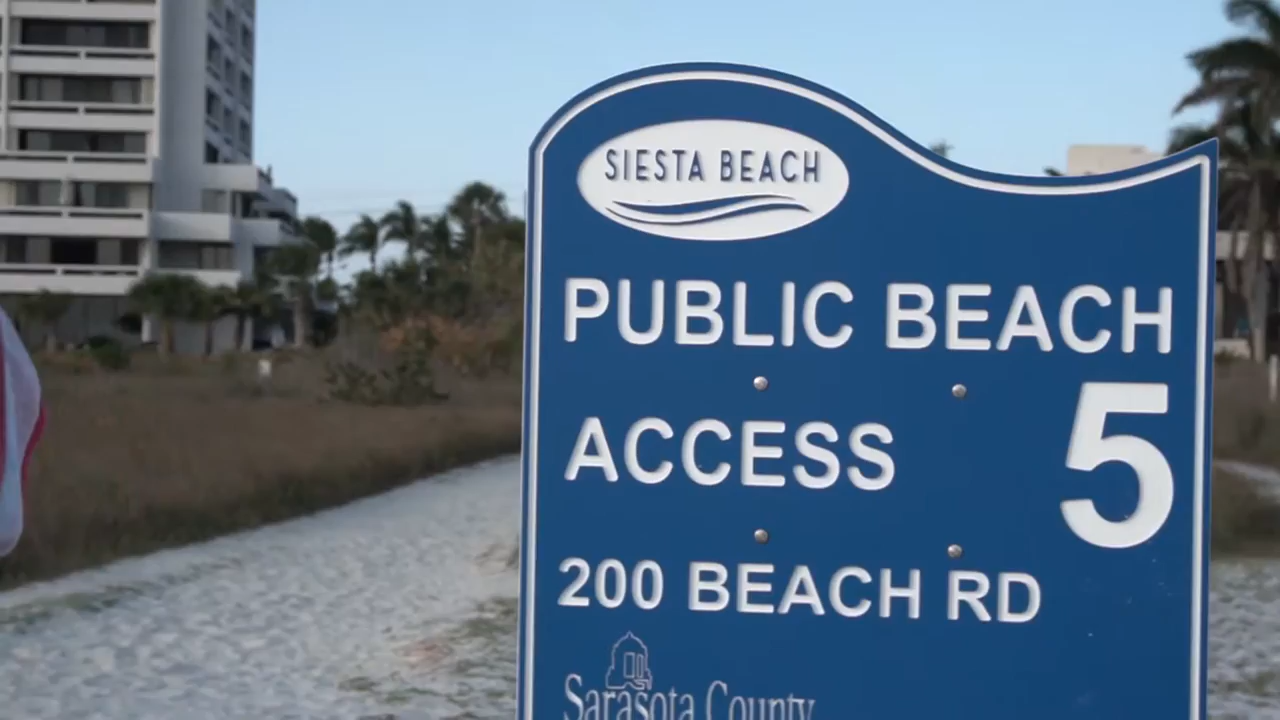 SIESTA BEACH
PUBLIC BEACH
ACCESS 5
200 BEACH RD
Sarasota County